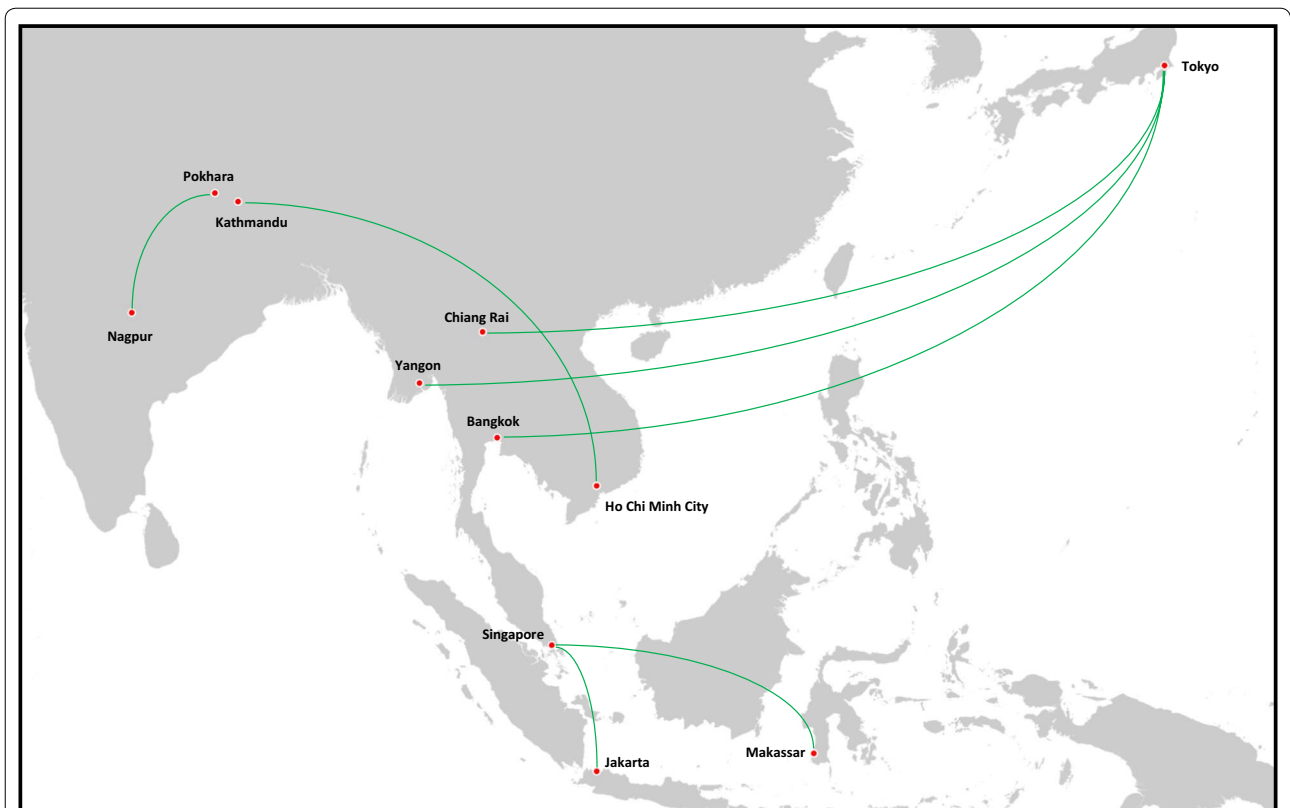 Tokyo
Pokhara
Kathmandu
Chiang Rai
Nagpur
Yangon
Bangkok
Ho Chi Minh City
Singapore
Makassar
Jakarta